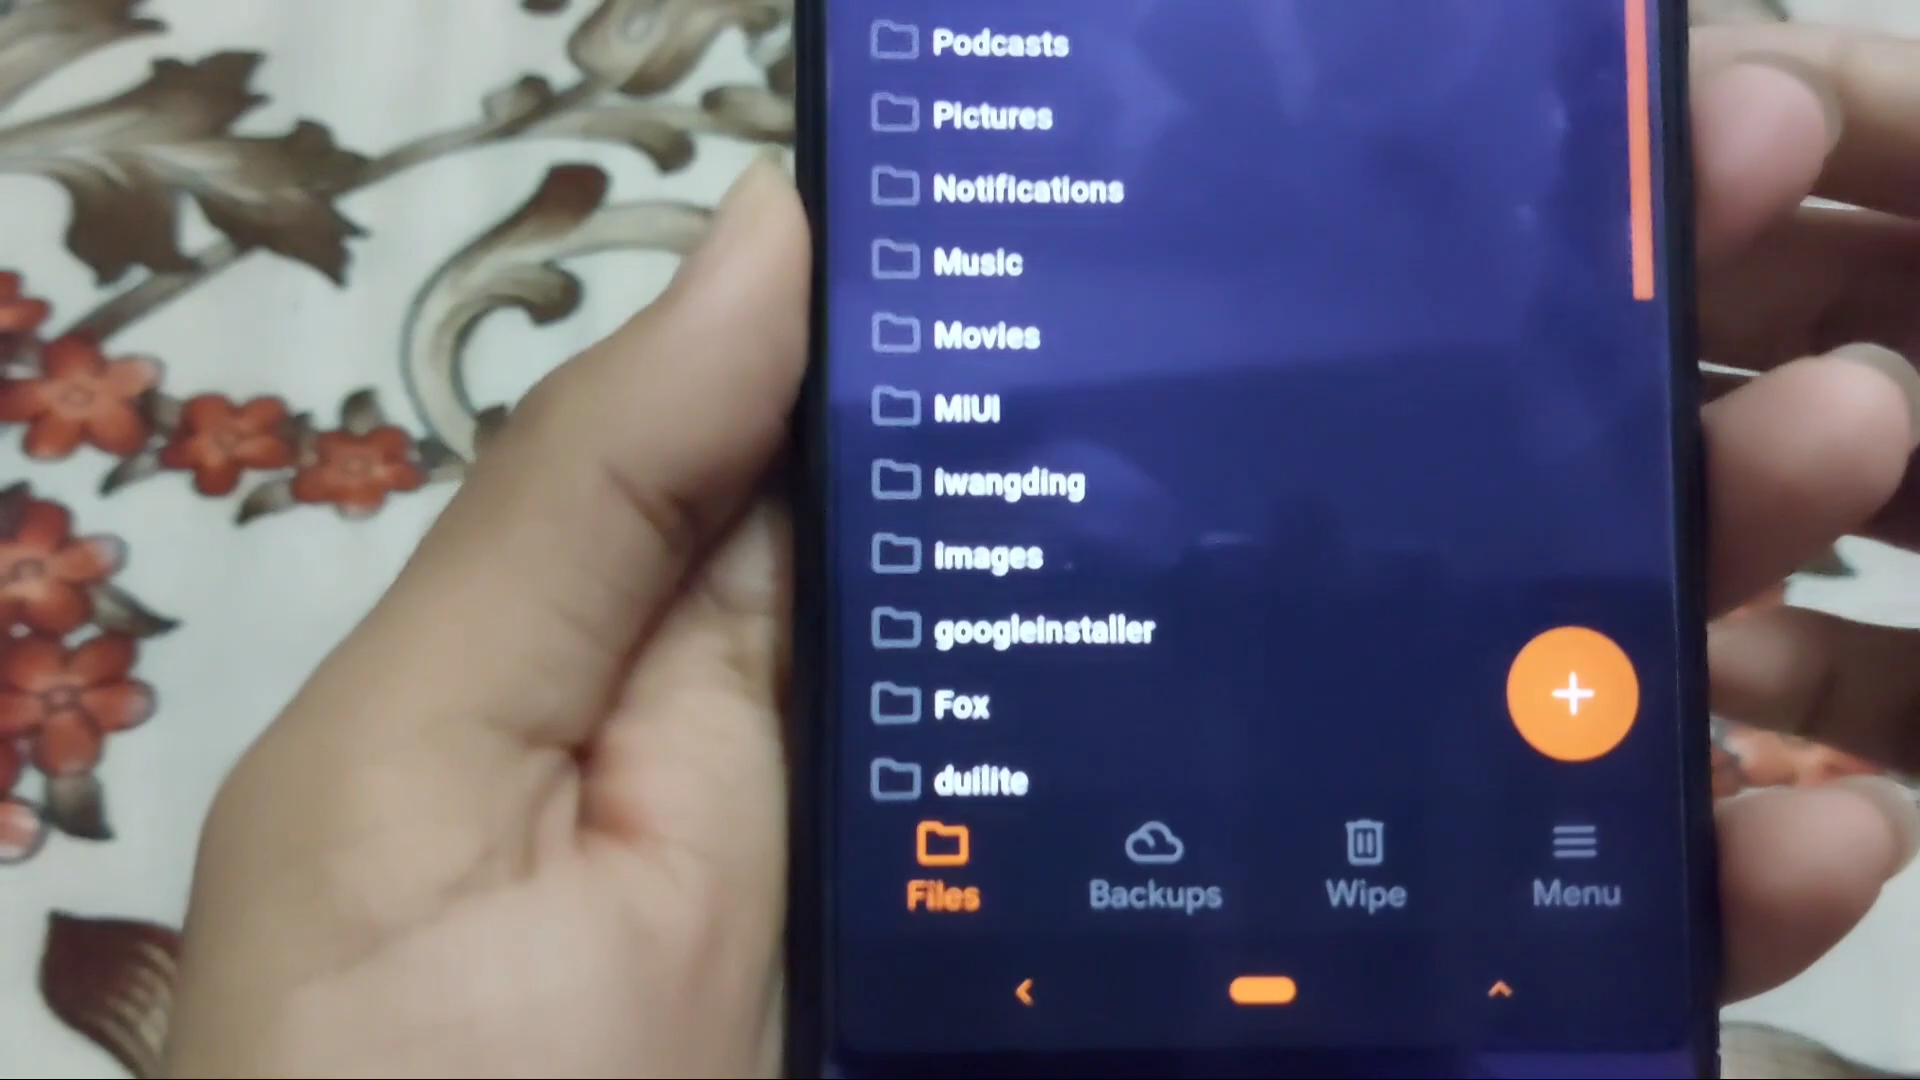 Podcasts
Pictures
Notifications
Music
Movies
MIUI
iwangding
images
googleinstaller
Fox
duilite
Files
Backups
Wipe
Menu